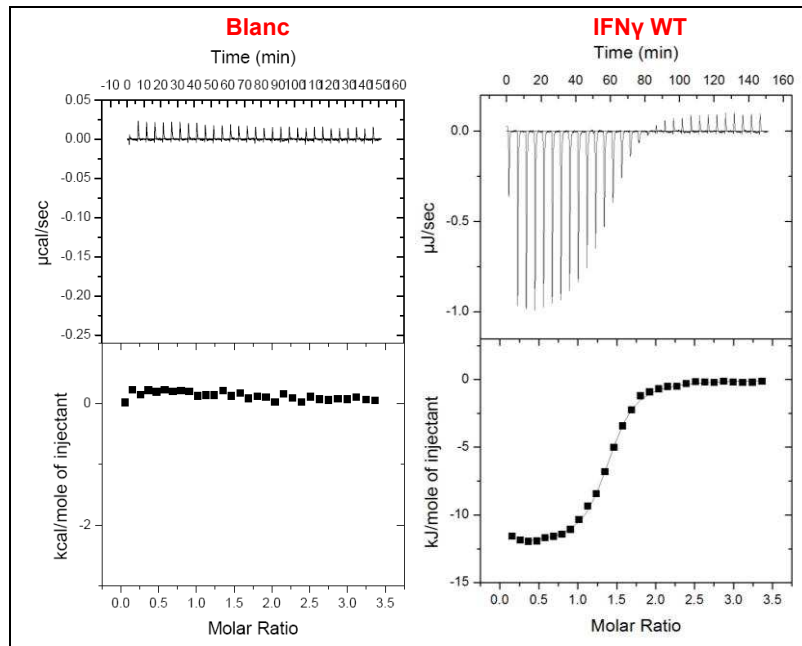 Blanc
Time (min)
-10 0 10 20 30 40 50 60 70 80 90 100 110 120 130 140 150 160
0.05
0.00
-0.05
-0.10
-0.15
-0.20
-0.25
µcal/sec
0
-2
kcal/mole of injectant
0.0 0.5 1.0 1.5 2.0 2.5 3.0 3.5
Molar Ratio
IFNγ WT
Time (min)
0 20 40 60 80 100 120 140 160
0.0
-0.5
-1.0
µJ/sec
0
-5
-10
-15
kJ/mole of injectant
0.0 0.5 1.0 1.5 2.0 2.5 3.0 3.5
Molar Ratio